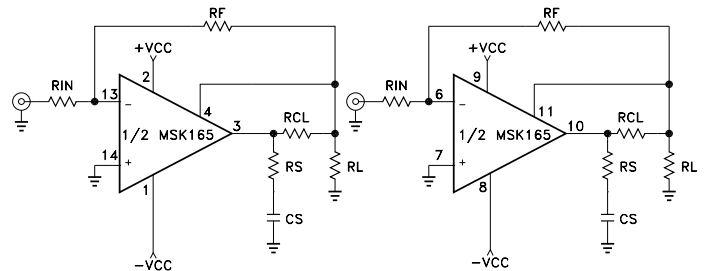 RF
+VCC
2
RIN
13
−
4
1/2 MSK165
3
RCL
14
+
1
RS
RL
CS
−VCC
RF
+VCC
9
RIN
6
−
11
1/2 MSK165
10
RCL
7
+
8
RS
RL
CS
−VCC